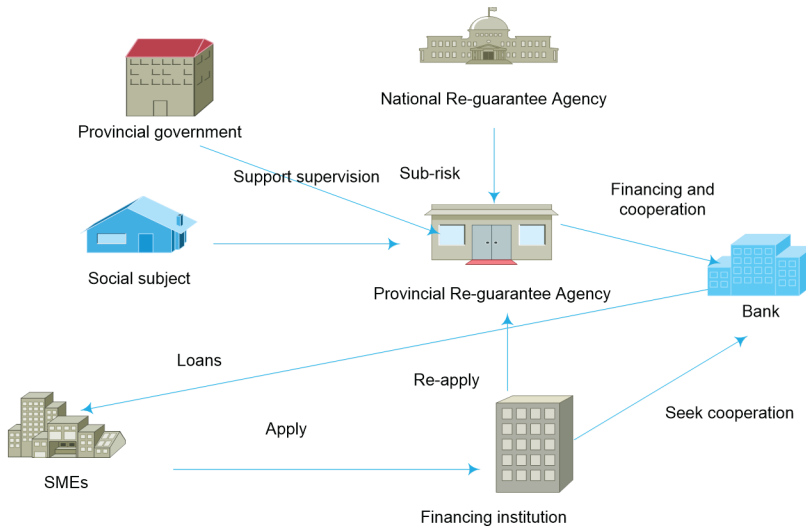 National Re-guarantee Agency
Provincial government
Support supervision
Sub-risk
Financing and
cooperation
Social subject
Provincial Re-guarantee Agency
Bank
Loans
Re-apply
Seek cooperation
Apply
SMEs
Financing institution